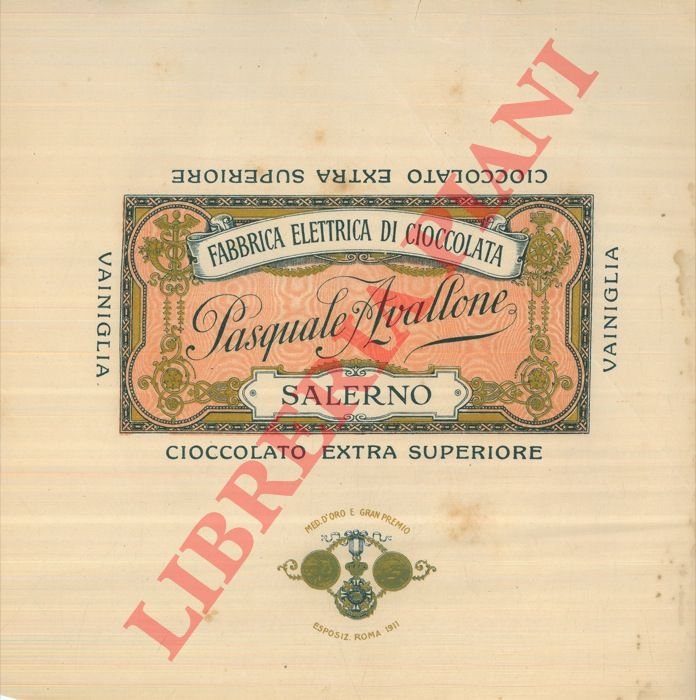 CIOCCOLATO EXTRA SUPERIORE
FABBRICA ELETTRICA DI CIOCCOLATA
Pasquale Avallone
SALERNO
VAINIGLIA
VAINIGLIA
CIOCCOLATO EXTRA SUPERIORE
MED. D'ORO E GRAN PREMIO
ESPOSIZ. ROMA 1911
LIBRERIA PIANI